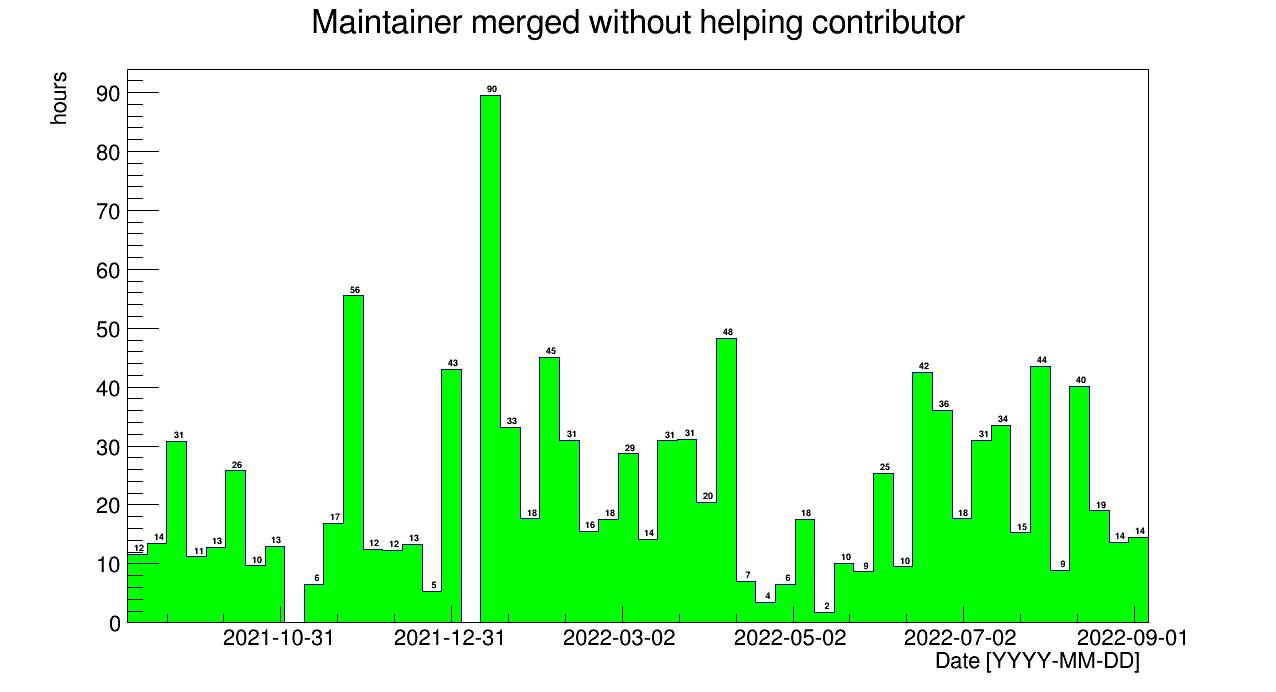 Maintainer merged without helping contributor
hours
90
80
70
60
50
40
30
20
10
0
12 14 31 11 13 26 10 13 6 17 56 12 12 13 5 43 90 33 18 45 31 16 18 29 14 31 31 20 48 7 4 6 18 2 10 9 25 10 42 36 18 31 34 15 44 9 40 19 14 14
2021-10-31 2021-12-31 2022-03-02 2022-05-02 2022-07-02 2022-09-01
Date [YYYY-MM-DD]